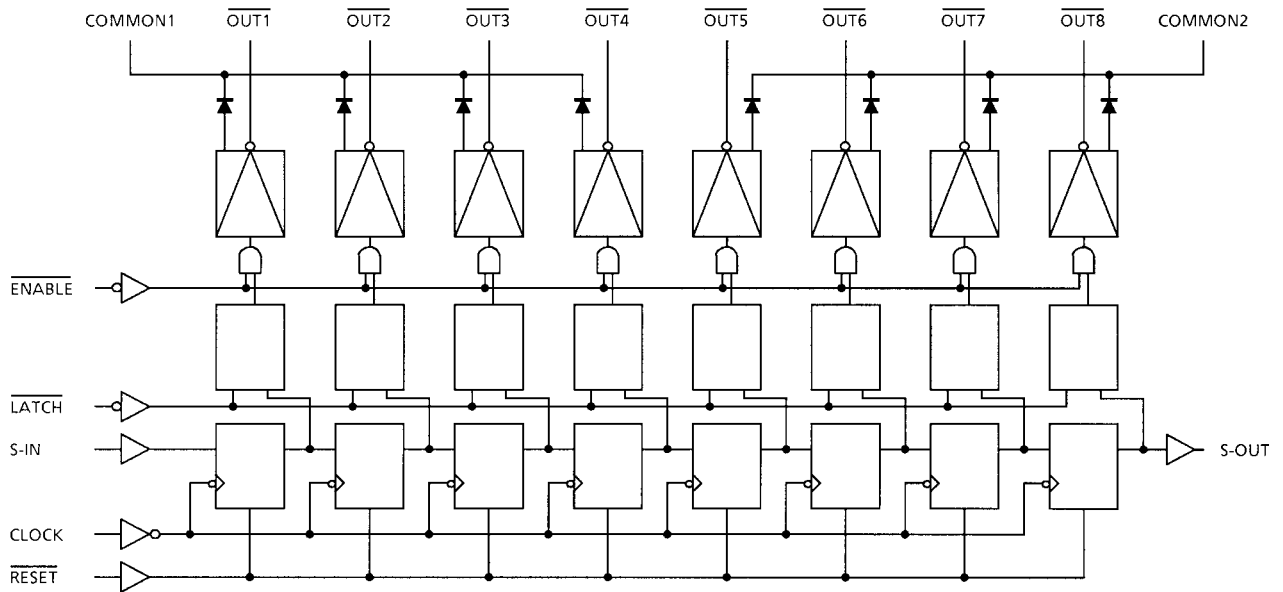 COMMON1 OUT1 OUT2 OUT3 OUT4 OUT5 OUT6 OUT7 OUT8 COMMON2
ENABLE
LATCH
S-IN S-OUT
CLOCK
RESET